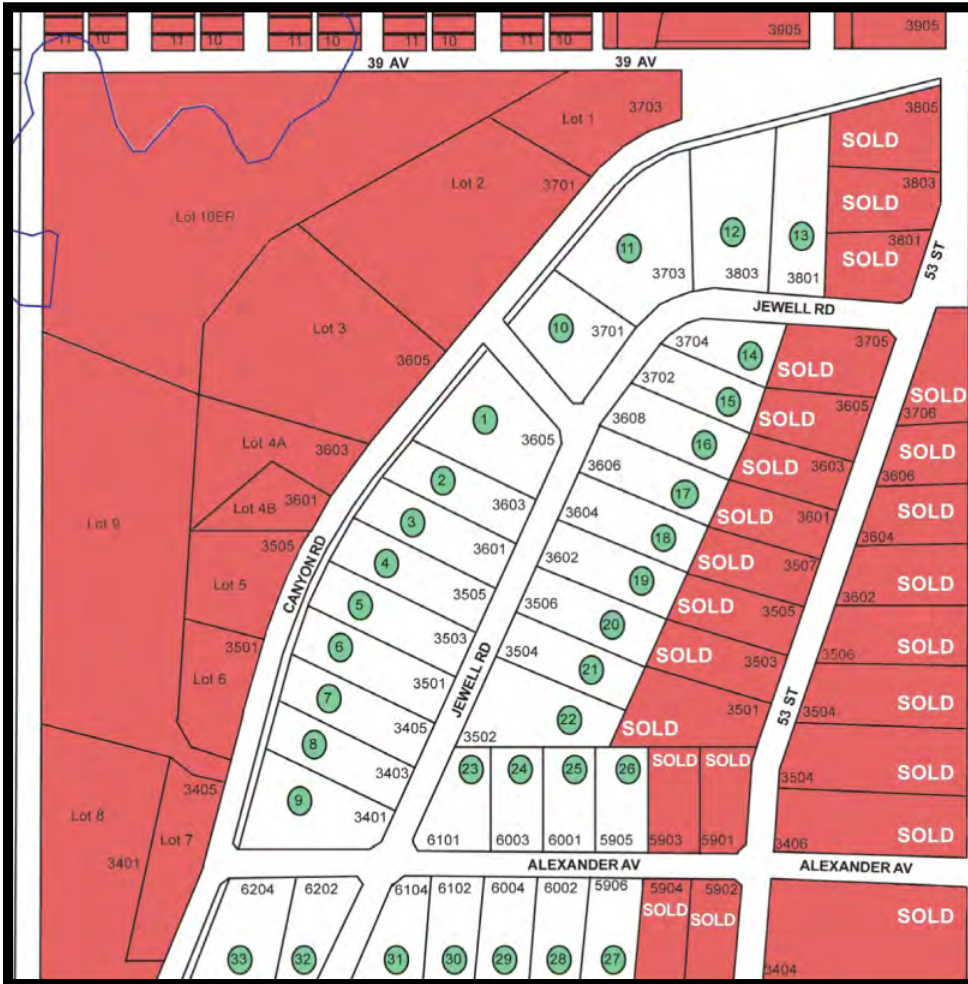 11 10
11 10
11 10
11 10
11 10
3905
3905
39 AV
39 AV
Lot 1
3703
3805
SOLD
Lot 2
3701
3803
SOLD
Lot 10ER
11
3703
12
3803
13
3801
3601
SOLD
53 ST
Lot 3
3605
10
3701
JEWELL RD
3704
14
3705
SOLD
3702
15
3605
SOLD
3706
SOLD
1
3605
3608
16
3603
SOLD
3606
SOLD
Lot 4A
3603
Lot 4B
3601
2
3603
3606
17
3601
SOLD
3604
SOLD
Lot 9
3505
3
3601
3604
18
3507
SOLD
3602
SOLD
Lot 5
CANYON RD
4
3505
3602
19
3505
SOLD
3506
SOLD
3501
5
3503
3506
20
3503
SOLD
3504
SOLD
Lot 6
6
3501
3504
21
3501
SOLD
53 ST
7
3405
JEWELL RD
3502
22
8
3403
23
24
25
26
SOLD
SOLD
3504
SOLD
3405
9
3401
Lot 8
3401
Lot 7
6101
6003
6001
5905
5903
5901
3406
SOLD
ALEXANDER AV
ALEXANDER AV
6204
6202
6104
6102
6004
6002
5906
5904
5902
SOLD
SOLD
SOLD
33
32
31
30
29
28
27
3404